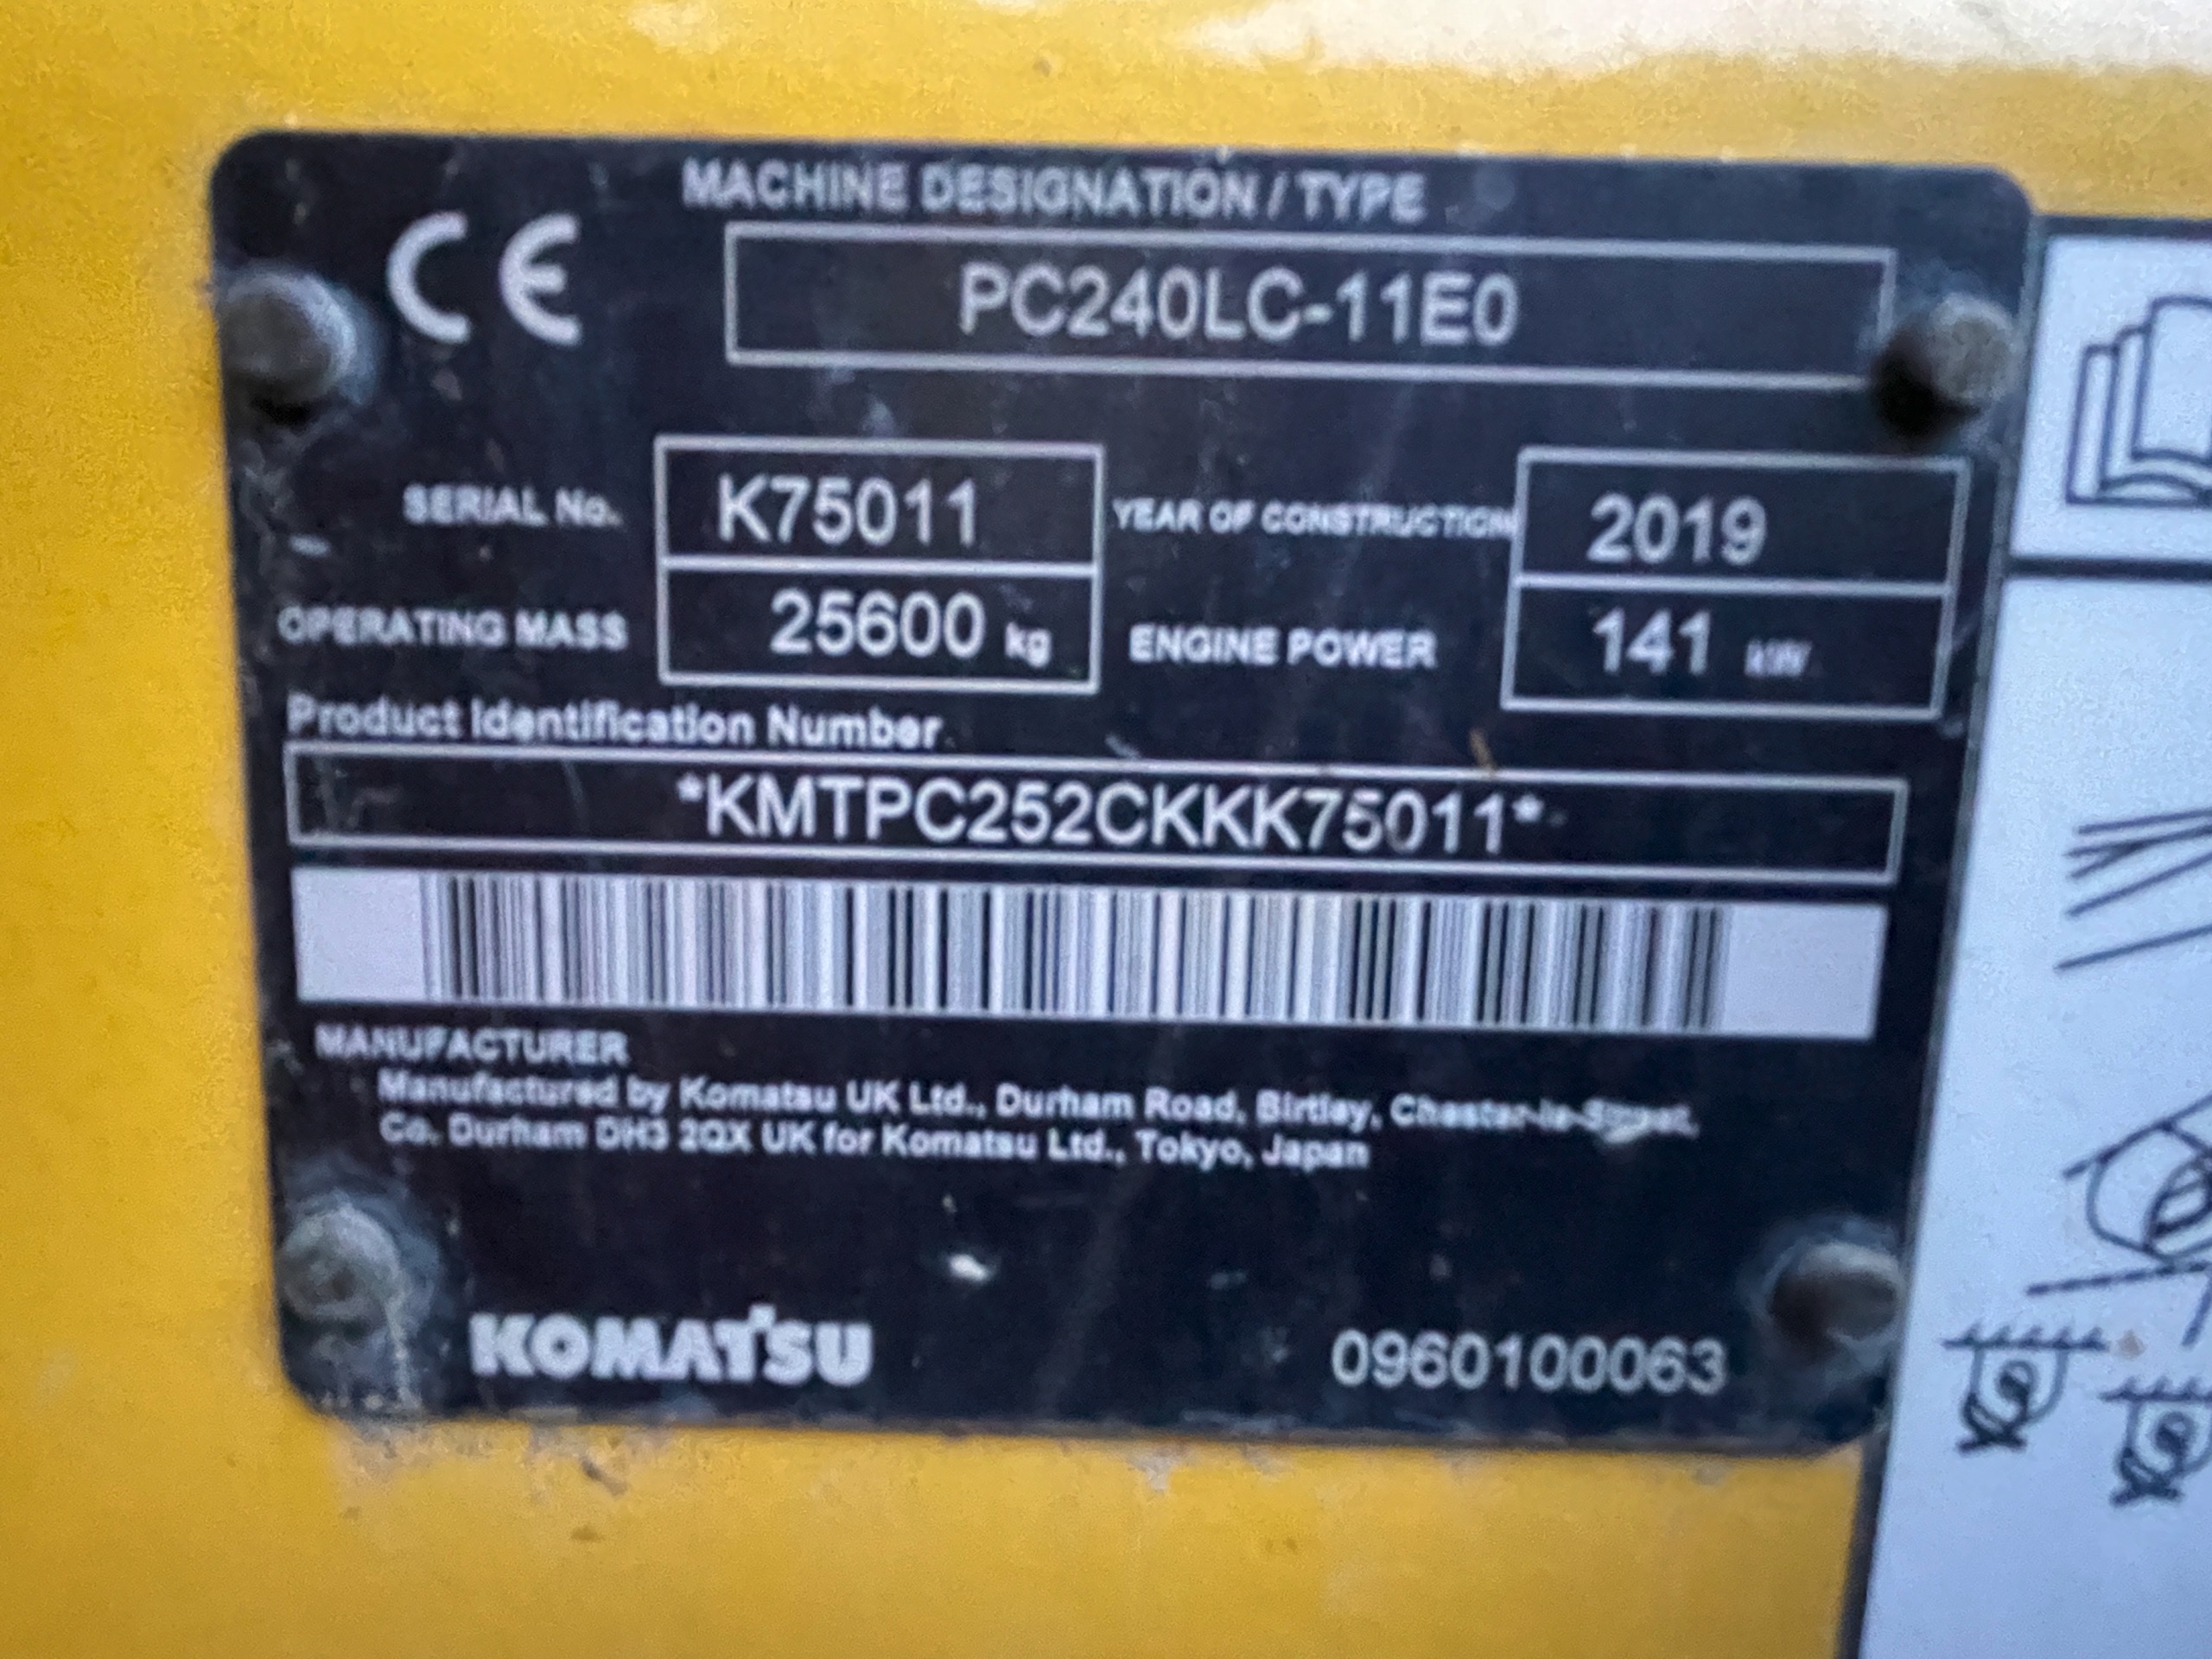 MACHINE DESIGNATION / TYPE
CE
PC240LC-11E0
SERIAL No. K75011 YEAR OF CONSTRUCTION 2019
OPERATING MASS 25600 kg ENGINE POWER 141 kW
Product Identification Number
*KMTPC252CKKK75011*
MANUFACTURER
Manufactured by Komatsu UK Ltd., Durham Road, Birtley, Chester-le-Street,
Co. Durham DH3 2QX UK for Komatsu Ltd., Tokyo, Japan
KOMATSU 0960100063